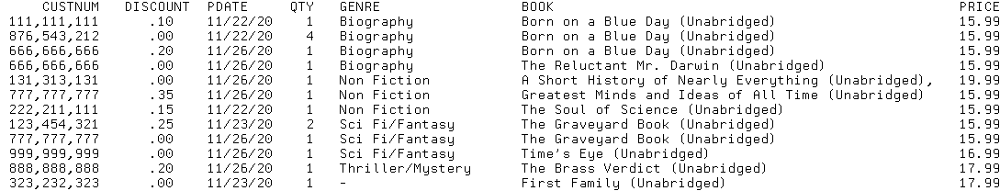 CUSTNUM DISCOUNT PDATE QTY GENRE BOOK PRICE
111,111,111 .10 11/22/20 1 Biography Born on a Blue Day (Unabridged) 15.99
876,543,212 .00 11/22/20 4 Biography Born on a Blue Day (Unabridged) 15.99
666,666,666 .20 11/26/20 1 Biography Born on a Blue Day (Unabridged) 15.99
666,666,666 .00 11/26/20 1 Biography The Reluctant Mr. Darwin (Unabridged) 15.99
131,313,131 .00 11/26/20 1 Non Fiction A Short History of Nearly Everything (Unabridged), 19.99
777,777,777 .35 11/26/20 1 Non Fiction Greatest Minds and Ideas of All Time (Unabridged) 15.99
222,211,111 .15 11/22/20 1 Non Fiction The Soul of Science (Unabridged) 15.99
123,454,321 .25 11/23/20 2 Sci Fi/Fantasy The Graveyard Book (Unabridged) 15.99
777,777,777 .00 11/26/20 1 Sci Fi/Fantasy The Graveyard Book (Unabridged) 15.99
999,999,999 .00 11/26/20 1 Sci Fi/Fantasy Time's Eye (Unabridged) 16.99
888,888,888 .20 11/26/20 1 Thriller/Mystery The Brass Verdict (Unabridged) 17.99
323,232,323 .00 11/23/20 1 - First Family (Unabridged) 17.99